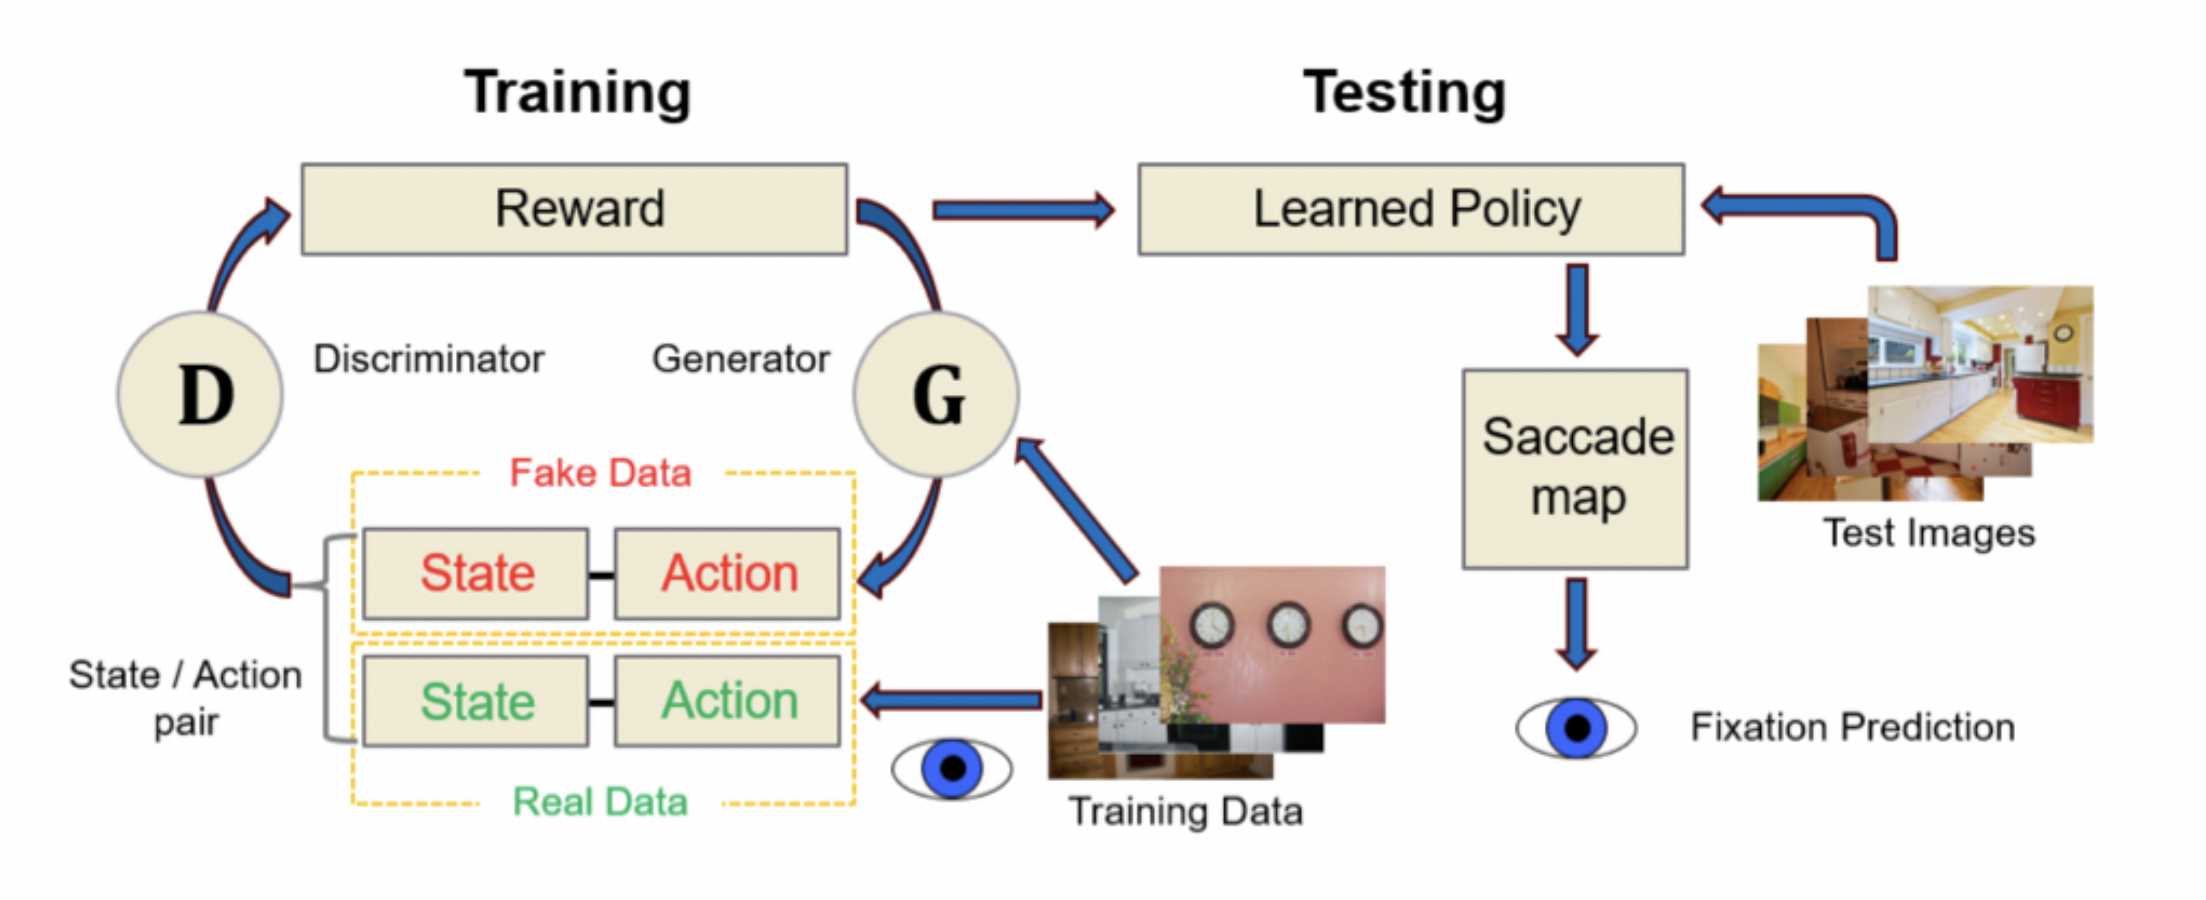 Training
Testing
Reward
Learned Policy
D
Discriminator
Generator
G
Fake Data
State
Action
Saccade
map
Test Images
State / Action
pair
State
Action
Real Data
Training Data
Fixation Prediction